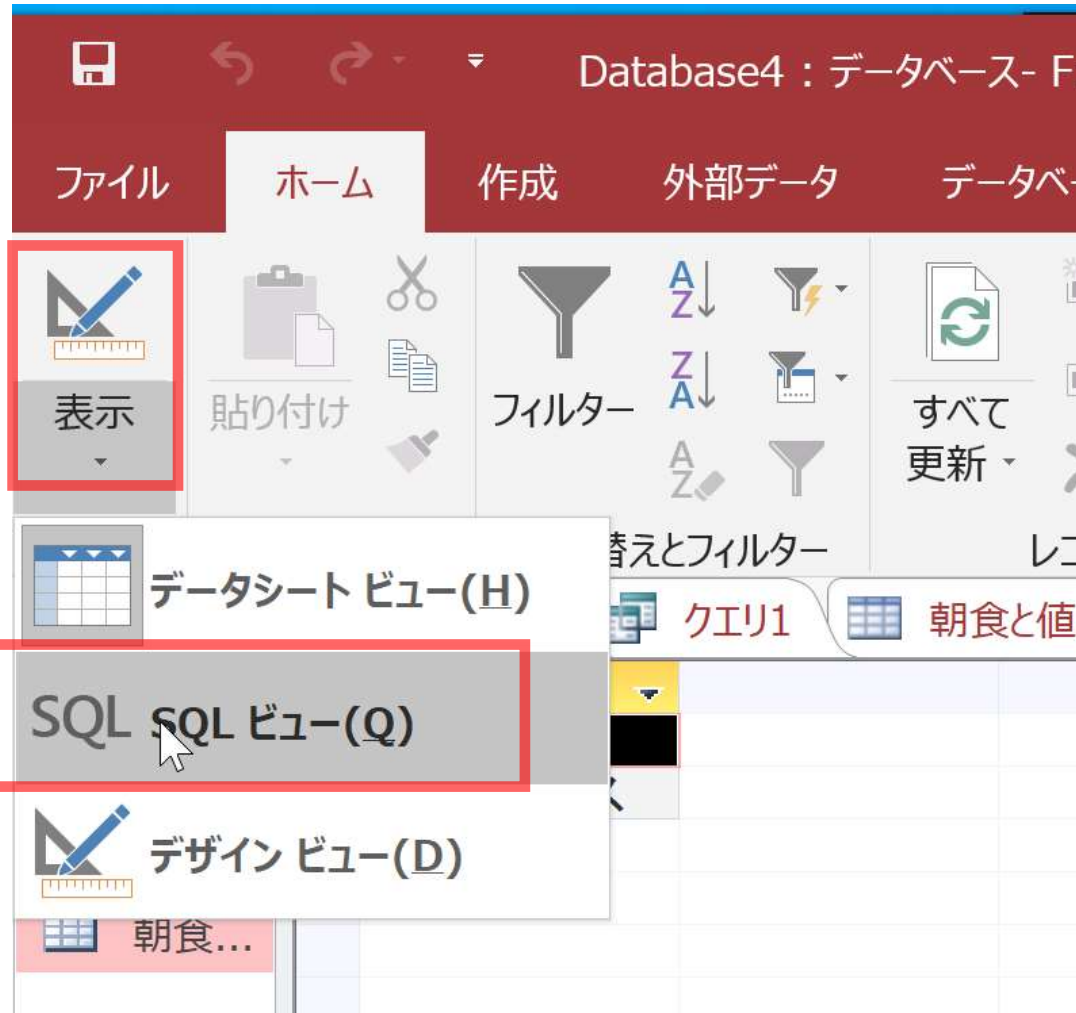 Database4 : データベース- F
ファイル ホーム 作成 外部データ データベ
表示
貼り付け
フィルター
すべて
更新
替えとフィルター
レコ
データシート ビュー(H)
クエリ1
朝食と値
SQL SQL ビュー(Q)
デザイン ビュー(D)
朝食...